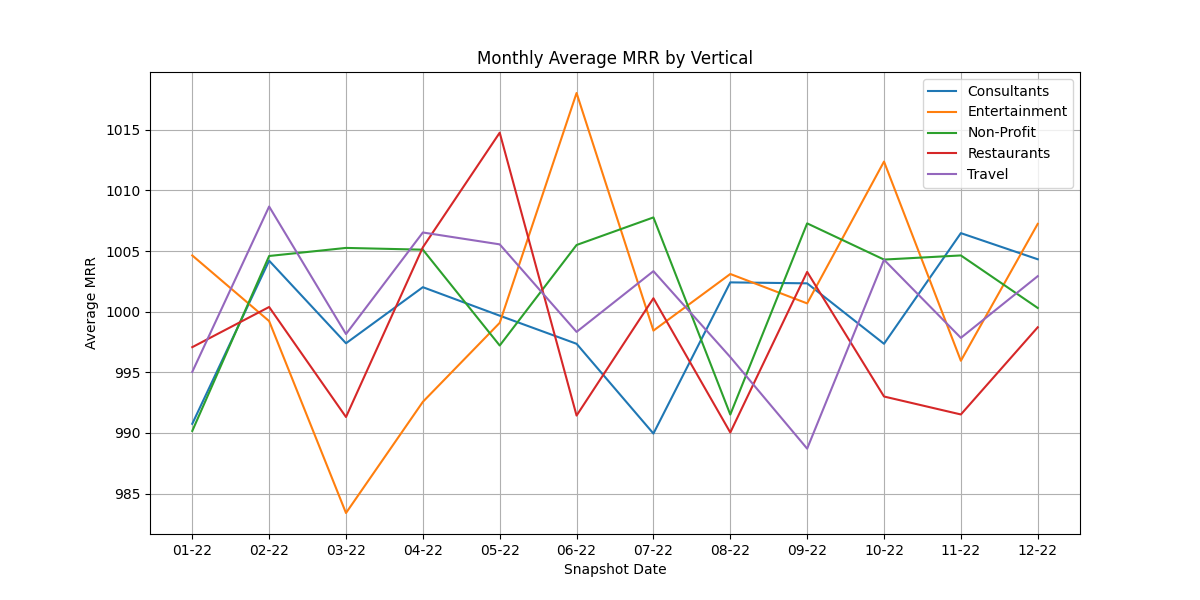 Monthly Average MRR by Vertical
Consultants
Entertainment
Non-Profit
Restaurants
Travel
Average MRR
1015
1010
1005
1000
995
990
985
01-22 02-22 03-22 04-22 05-22 06-22 07-22 08-22 09-22 10-22 11-22 12-22
Snapshot Date